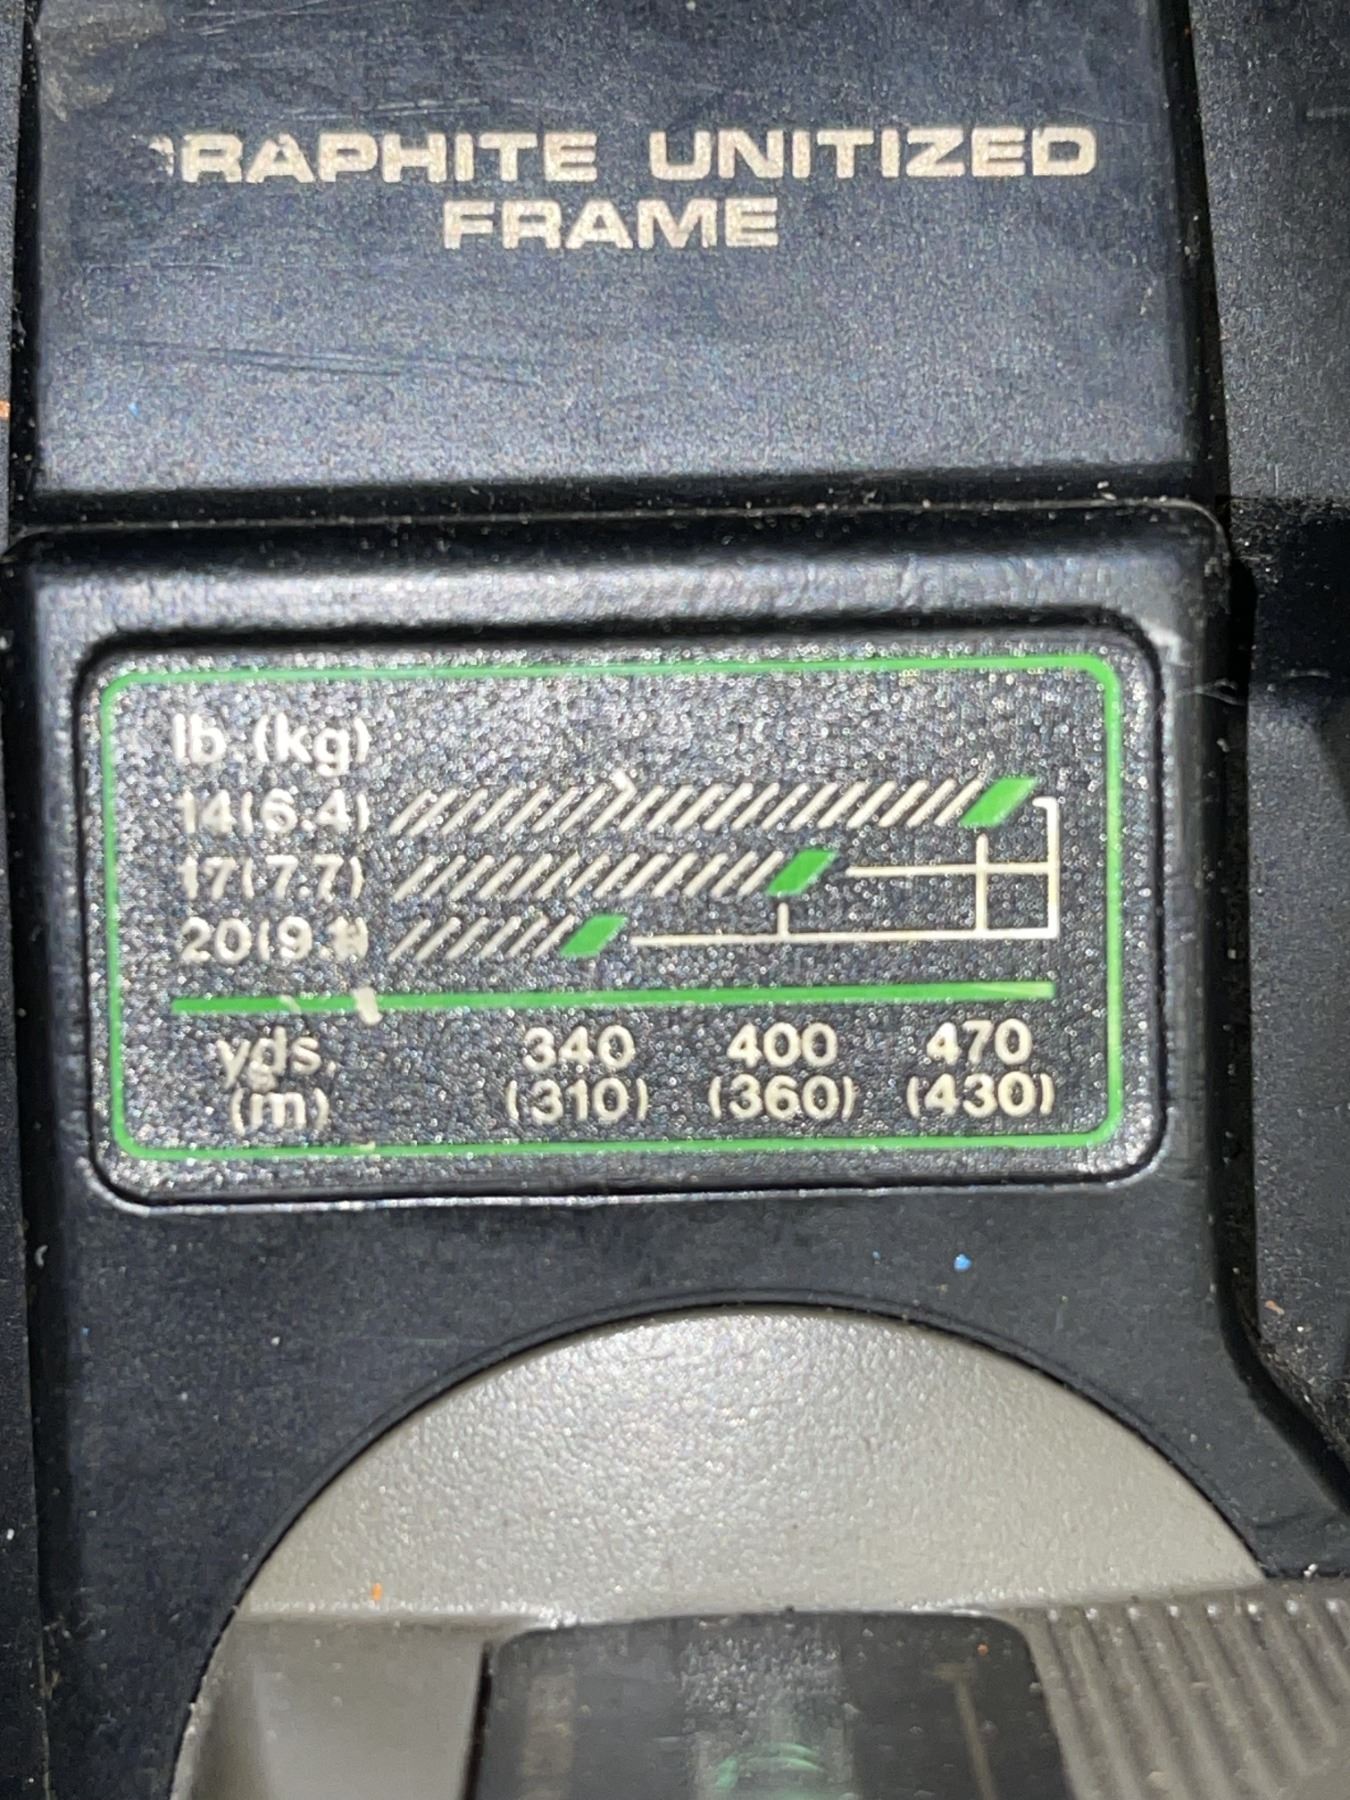 GRAPHITE UNITIZED
FRAME
lb.(kg)
14(6.4)
17(7.7)
20(9.1)
yds. 340 400 470
(m) (310) (360) (430)